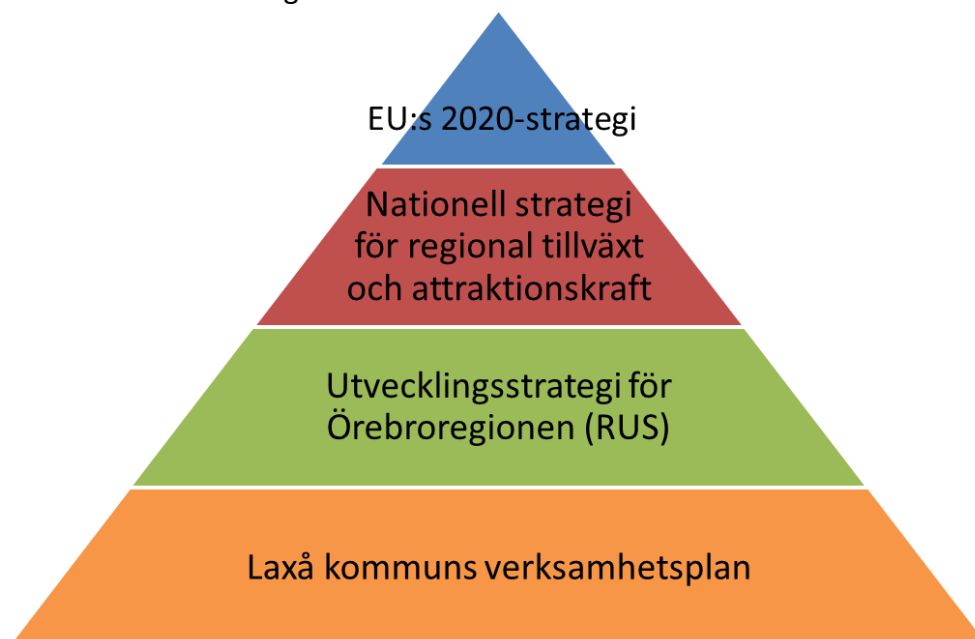 EU:s 2020-strategi
Nationell strategi
för regional tillväxt
och attraktionskraft
Utvecklingsstrategi för
Örebroregionen (RUS)
Laxå kommuns verksamhetsplan